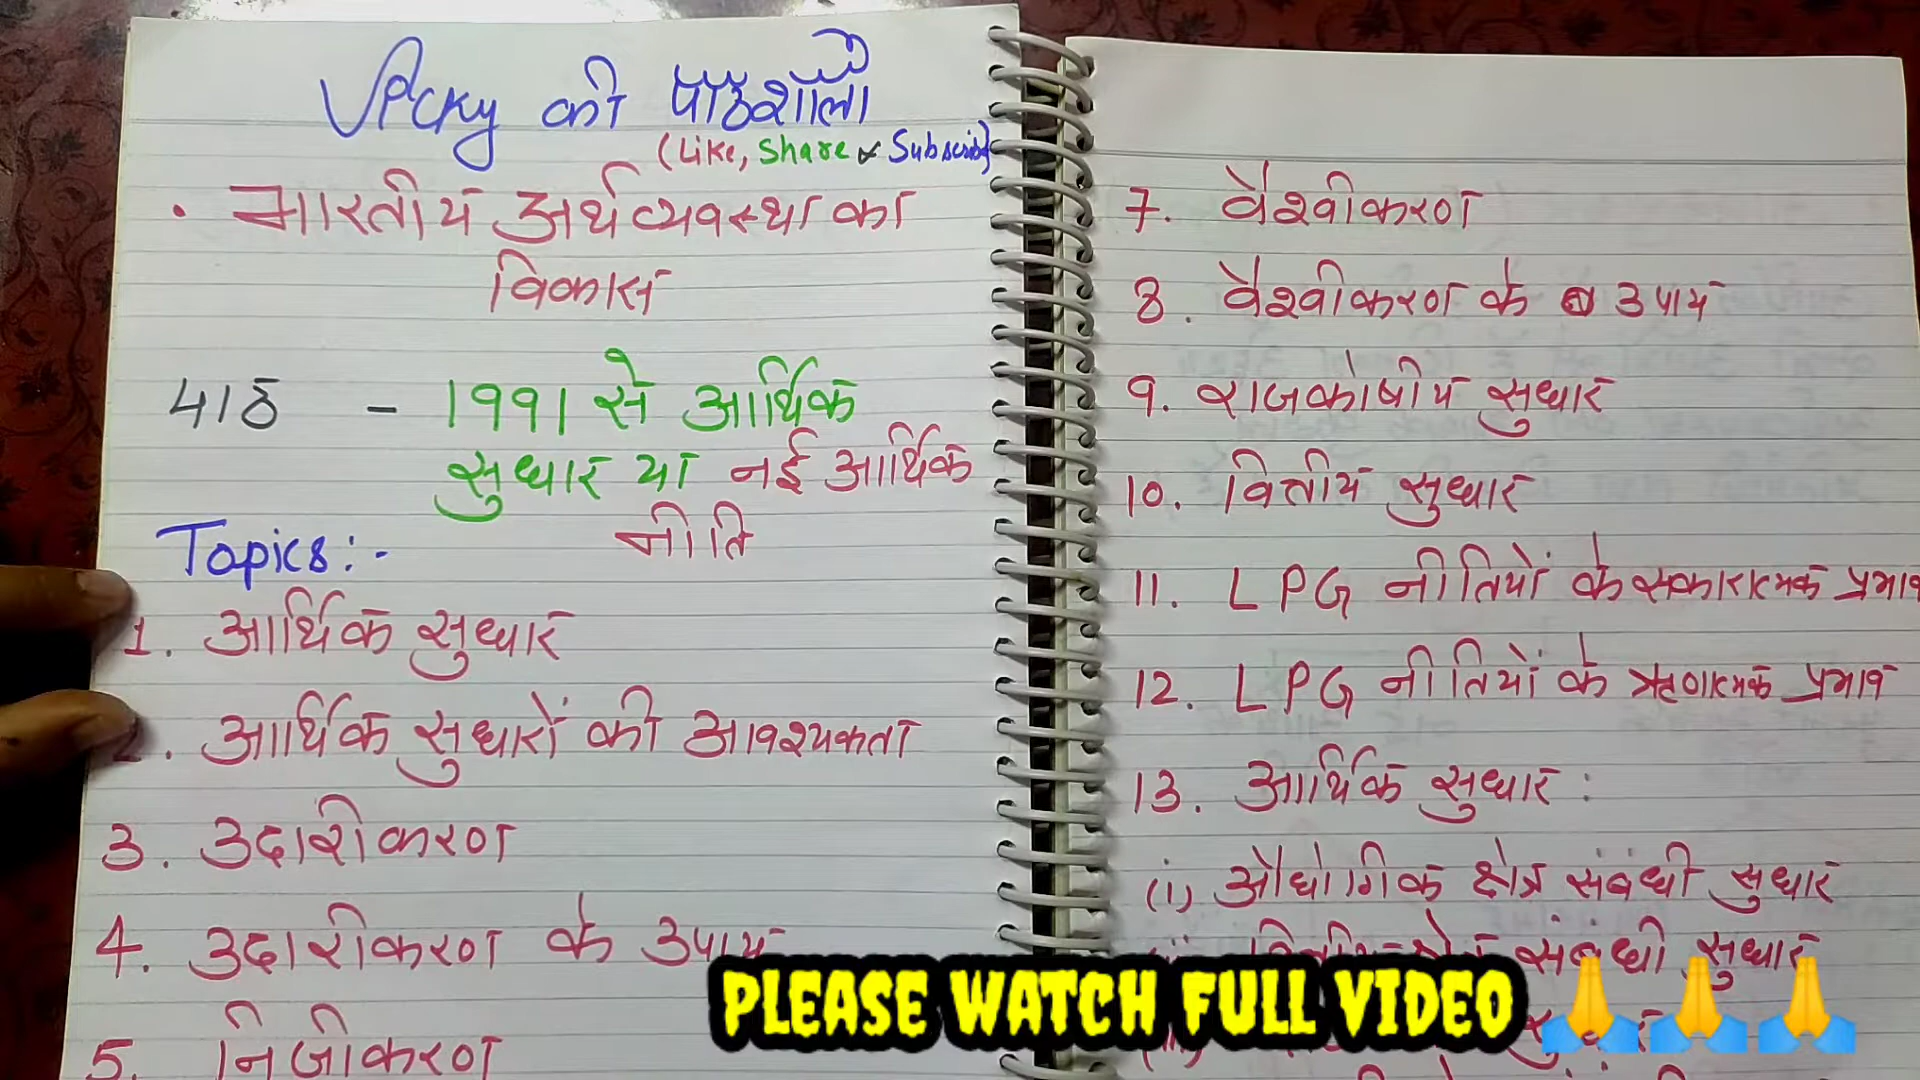 Vicky की पाठशाला
(Like, Share & Subscribe)
• भारतीय अर्थव्यवस्था का
विकास
पाठ - 1991 से आर्थिक
सुधार या नई आर्थिक
नीति
Topics:-
1. आर्थिक सुधार
2. आर्थिक सुधारों की आवश्यकता
3. उदारीकरण
4. उदारीकरण के उपाय
5. निजीकरण
7. वैश्वीकरण
8. वैश्वीकरण के उपाय
9. राजकोषीय सुधार
10. वित्तीय सुधार
11. LPG नीतियों के सकारात्मक प्रभाव
12. LPG नीतियों के ऋणात्मक प्रभाव
13. आर्थिक सुधार :
(i) औद्योगिक क्षेत्र संबंधी सुधार
संबंधी सुधार
PLEASE WATCH FULL VIDEO 🙏🙏🙏